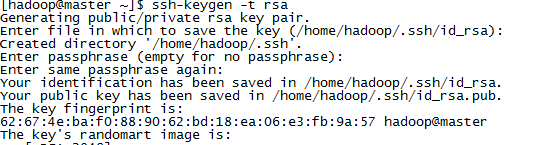 [hadoop@master ~]$ ssh-keygen -t rsa
Generating public/private rsa key pair.
Enter file in which to save the key (/home/hadoop/.ssh/id_rsa):
Created directory '/home/hadoop/.ssh'.
Enter passphrase (empty for no passphrase):
Enter same passphrase again:
Your identification has been saved in /home/hadoop/.ssh/id_rsa.
Your public key has been saved in /home/hadoop/.ssh/id_rsa.pub.
The key fingerprint is:
62:67:4e:ba:f0:88:90:62:bd:18:ea:06:e3:fb:9a:57 hadoop@master
The key's randomart image is: